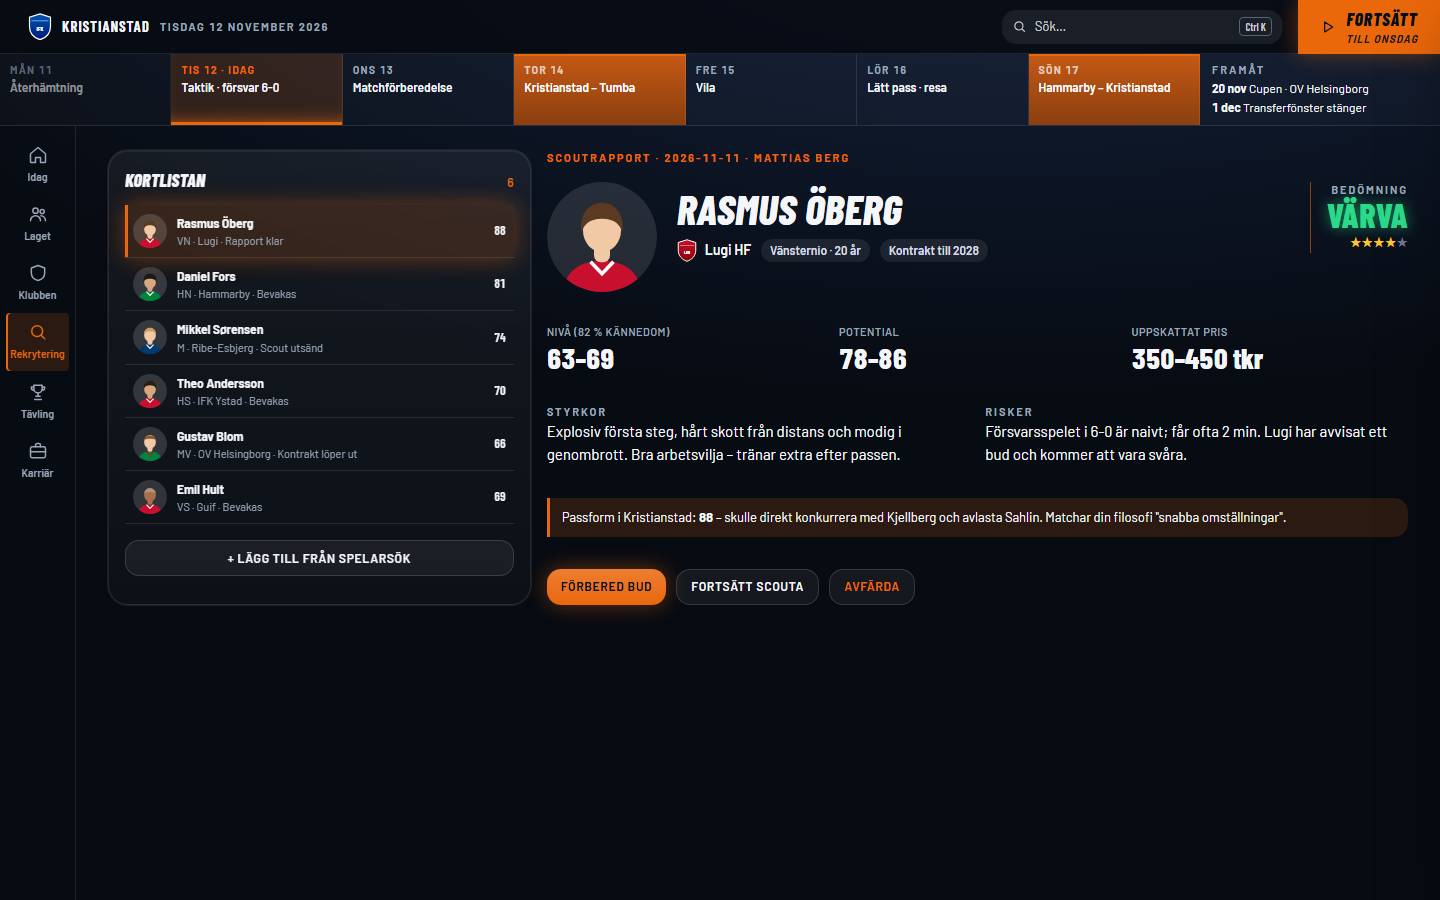 KRISTIANSTAD TISDAG 12 NOVEMBER 2026
Sök...
Ctrl K
FORTSÄTT
TILL ONSDAG
MÅN 11
Återhämtning
TIS 12 · IDAG
Taktik · försvar 6-0
ONS 13
Matchförberedelse
TOR 14
Kristianstad – Tumba
FRE 15
Vila
LÖR 16
Lätt pass · resa
SÖN 17
Hammarby – Kristianstad
FRAMÅT
20 nov Cupen · OV Helsingborg
1 dec Transferfönster stänger
Idag
Laget
Klubben
Rekrytering
Tävling
Karriär
KORTLISTAN
6
Rasmus Öberg
VN · Lugi · Rapport klar
88
Daniel Fors
HN · Hammarby · Bevakas
81
Mikkel Sørensen
M · Ribe-Esbjerg · Scout utsänd
74
Theo Andersson
HS · IFK Ystad · Bevakas
70
Gustav Blom
MV · OV Helsingborg · Kontrakt löper ut
66
Emil Hult
VS · Guif · Bevakas
69
+ LÄGG TILL FRÅN SPELARSÖK
SCOUTRAPPORT · 2026-11-11 · MATTIAS BERG
RASMUS ÖBERG
Lugi HF
Vänsternio · 20 år
Kontrakt till 2028
BEDÖMNING
VÄRVA
★★★★★
NIVÅ (82 % KÄNNEDOM)
63–69
POTENTIAL
78–86
UPPSKATTAT PRIS
350–450 tkr
STYRKOR
Explosiv första steg, hårt skott från distans och modig i
genombrott. Bra arbetsvilja – tränar extra efter passen.
RISKER
Försvarsspelet i 6-0 är naivt; får ofta 2 min. Lugi har avvisat ett
bud och kommer att vara svåra.
Passform i Kristianstad: 88 – skulle direkt konkurrera med Kjellberg och avlasta Sahlin. Matchar din filosofi "snabba omställningar".
FÖRBERED BUD
FORTSÄTT SCOUTA
AVFÄRDA